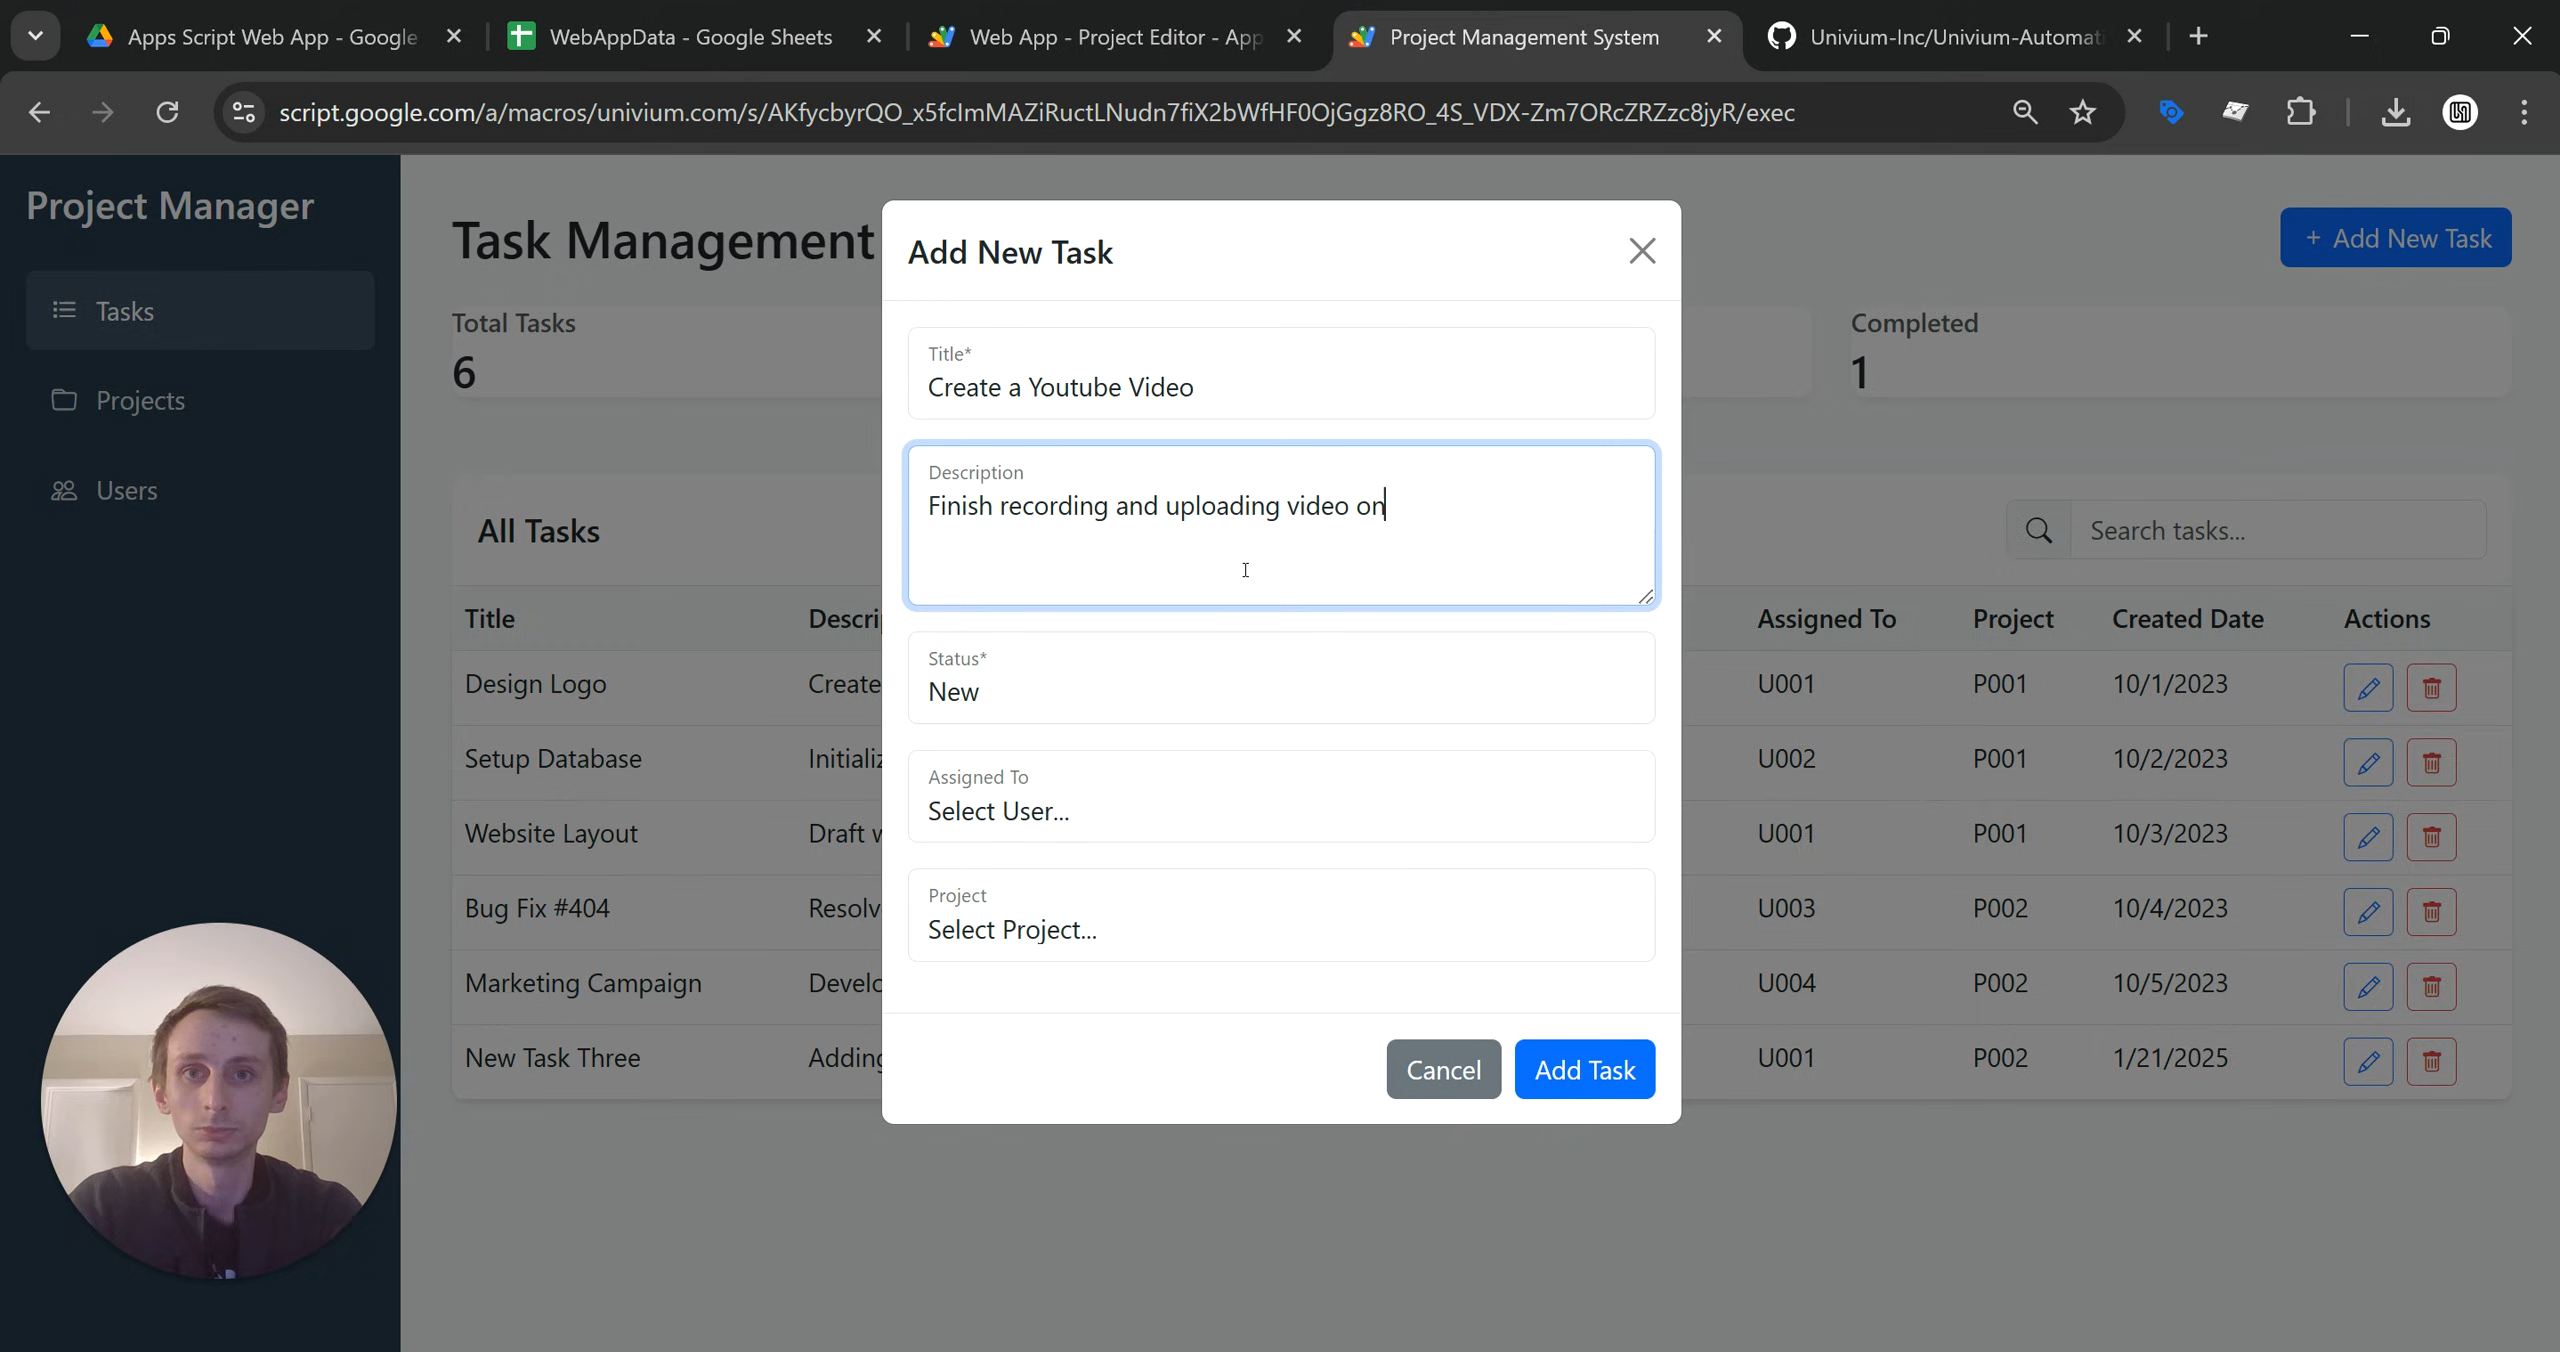 Apps Script Web App - Google
WebAppData - Google Sheets
Web App - Project Editor - App
Project Management System
Univium-Inc/Univium-Automati
script.google.com/a/macros/univium.com/s/AKfycbyrQO_x5fclmMAZiRuctLNudn7fiX2bWfHF0OjGgz8RO_4S_VDX-Zm7ORcZRZzc8jyR/exec
Project Manager
Tasks
Projects
Users
Task Management
+ Add New Task
Total Tasks
6
Completed
1
All Tasks
Search tasks...
Title Descri Assigned To Project Created Date Actions
Design Logo Create U001 P001 10/1/2023
Setup Database Initializ U002 P001 10/2/2023
Website Layout Draft w U001 P001 10/3/2023
Bug Fix #404 Resolv U003 P002 10/4/2023
Marketing Campaign Develo U004 P002 10/5/2023
New Task Three Adding U001 P002 1/21/2025
Add New Task
Title*
Create a Youtube Video
Description
Finish recording and uploading video on
Status*
New
Assigned To
Select User...
Project
Select Project...
Cancel
Add Task